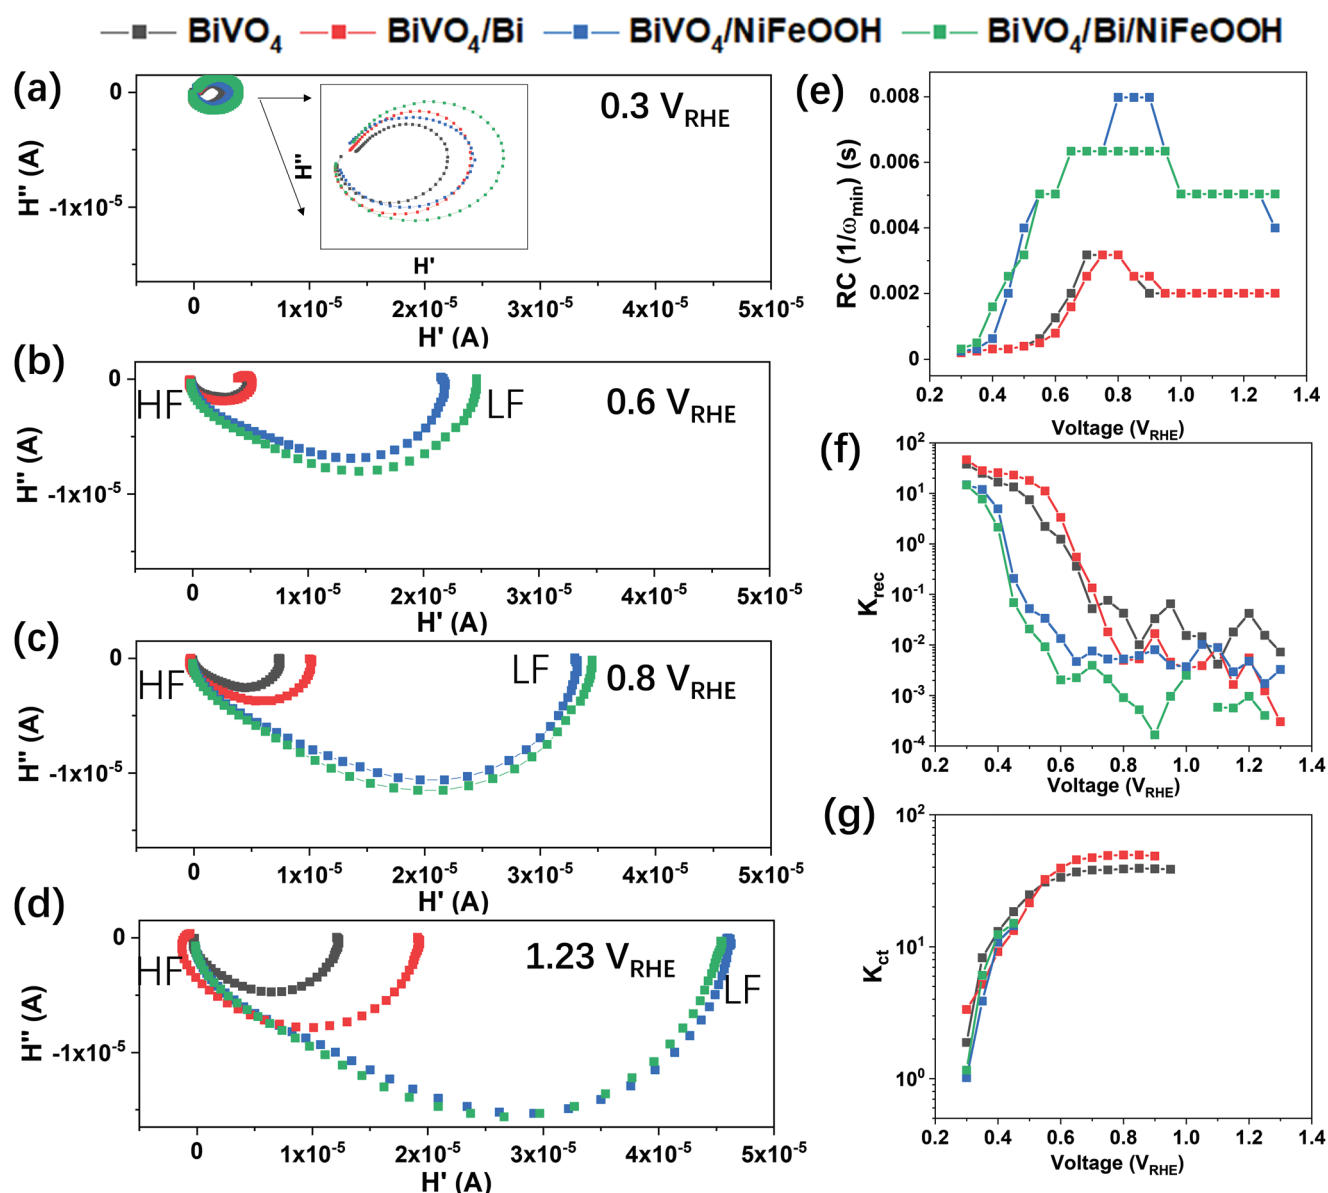 BiVO4 BiVO4/Bi BiVO4/NiFeOOH BiVO4/Bi/NiFeOOH
(a)
0.3 VRHE
H'' (A)
0
-1x10-5
H''
H'
0 1x10-5 2x10-5 3x10-5 4x10-5 5x10-5
H' (A)
(b)
HF
LF
0.6 VRHE
H'' (A)
0
-1x10-5
0 1x10-5 2x10-5 3x10-5 4x10-5 5x10-5
H' (A)
(c)
HF
LF
0.8 VRHE
H'' (A)
0
-1x10-5
0 1x10-5 2x10-5 3x10-5 4x10-5 5x10-5
H' (A)
(d)
HF
1.23 VRHE
LF
H'' (A)
0
-1x10-5
0 1x10-5 2x10-5 3x10-5 4x10-5 5x10-5
H' (A)
(e)
RC (1/ωmin) (s)
0.008
0.006
0.004
0.002
0
0.2 0.4 0.6 0.8 1.0 1.2 1.4
Voltage (VRHE)
(f)
Krec
102
101
100
10-1
10-2
10-3
10-4
0.2 0.4 0.6 0.8 1.0 1.2 1.4
Voltage (VRHE)
(g)
Kct
102
101
100
0.2 0.4 0.6 0.8 1.0 1.2 1.4
Voltage (VRHE)